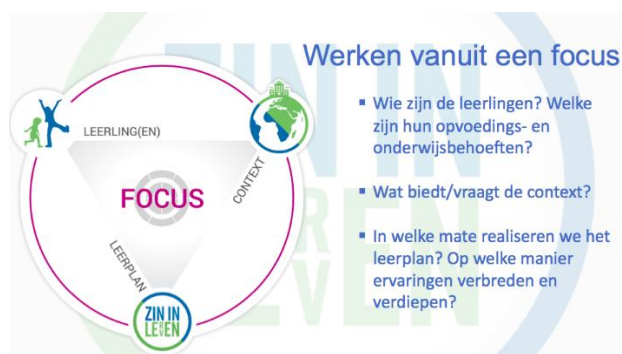 Werken vanuit een focus
LEERLING(EN)
CONTEXT
FOCUS
LEERPLAN
ZIN IN
LEREN
LEVEN
▪ Wie zijn de leerlingen? Welke
zijn hun opvoedings- en
onderwijsbehoeften?
▪ Wat biedt/vraagt de context?
▪ In welke mate realiseren we het
leerplan? Op welke manier
ervaringen verbreden en
verdiepen?